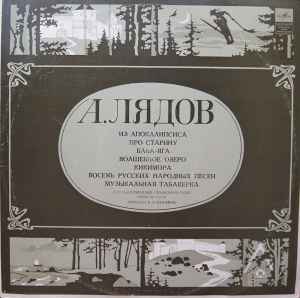 А. ЛЯДОВ
ИЗ АПОКАЛИПСИСА
ПРО СТАРИНУ
БАБА-ЯГА
ВОЛШЕБНОЕ ОЗЕРО
КИКИМОРА
ВОСЕМЬ РУССКИХ НАРОДНЫХ ПЕСЕН
МУЗЫКАЛЬНАЯ ТАБАКЕРКА